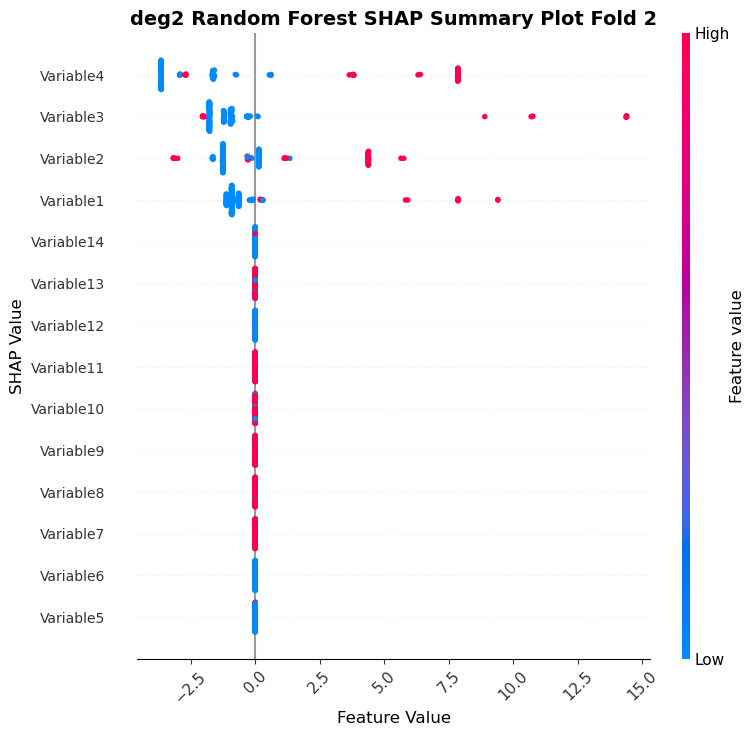 deg2 Random Forest SHAP Summary Plot Fold 2
High
Variable4
Variable3
Variable2
Variable1
Variable14
Variable13
Variable12
Variable11
Variable10
Variable9
Variable8
Variable7
Variable6
Variable5
SHAP Value
Feature value
Low
−2.5 0.0 2.5 5.0 7.5 10.0 12.5 15.0
Feature Value